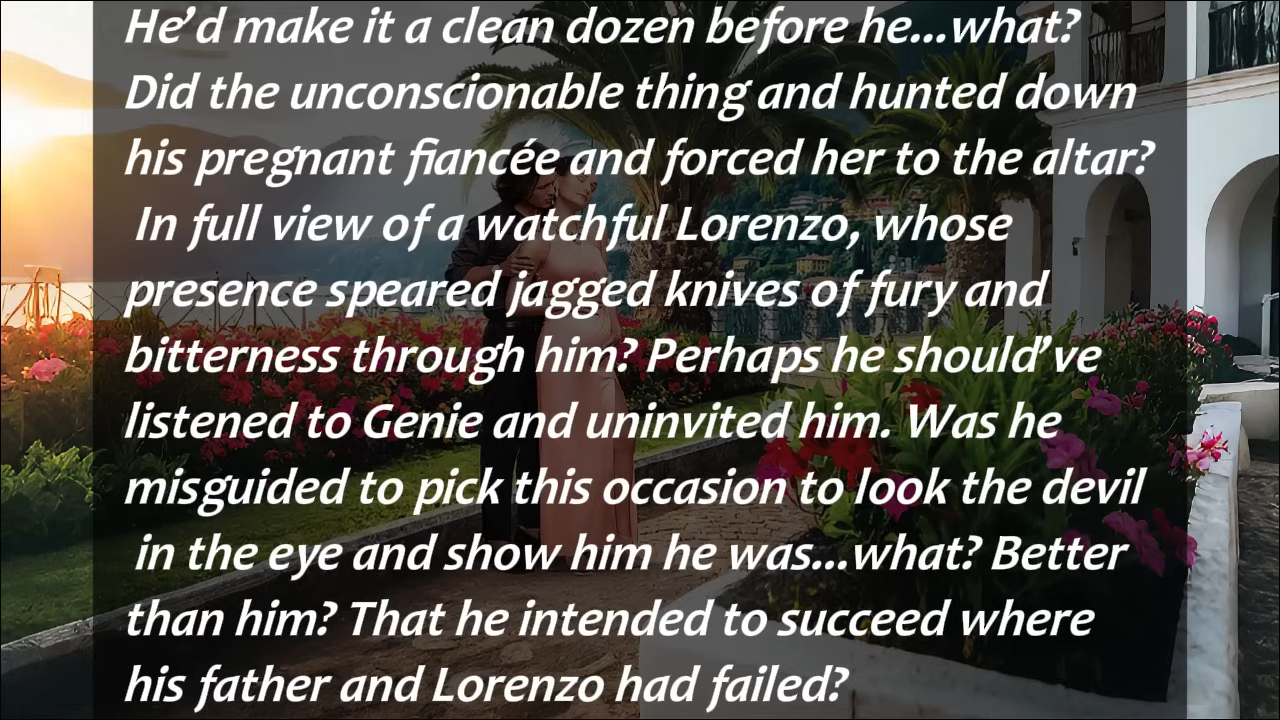 He’d make it a clean dozen before he...what?
Did the unconscionable thing and hunted down
his pregnant fiancée and forced her to the altar?
In full view of a watchful Lorenzo, whose
presence speared jagged knives of fury and
bitterness through him? Perhaps he should’ve
listened to Genie and uninvited him. Was he
misguided to pick this occasion to look the devil
in the eye and show him he was...what? Better
than him? That he intended to succeed where
his father and Lorenzo had failed?